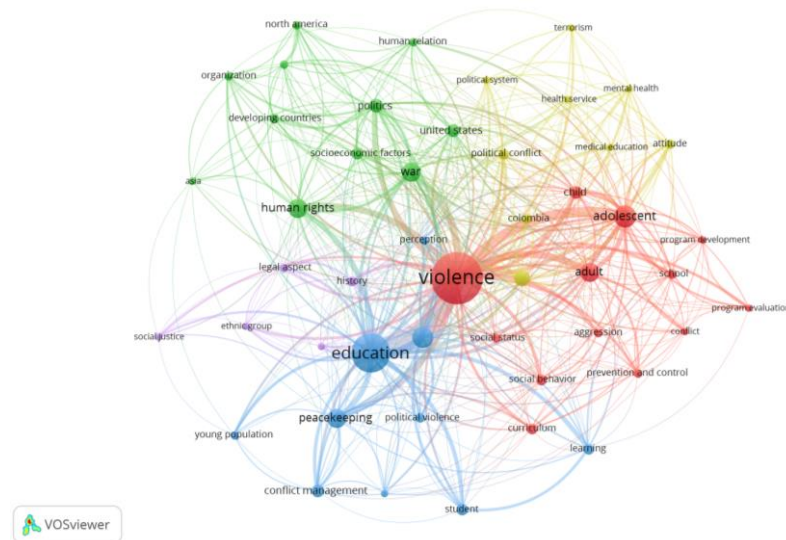 north america
terrorism
human relation
organization
political system
mental health
health service
politics
developing countries
united states
socioeconomic factors
political conflict
medical education
attitude
war
asia
child
human rights
colombia
adolescent
perception
program development
legal aspect
violence
adult
school
history
program evaluation
ethnic group
social justice
social status
aggression
conflict
education
social behavior
prevention and control
peacekeeping
political violence
curriculum
young population
learning
conflict management
student
VOSviewer